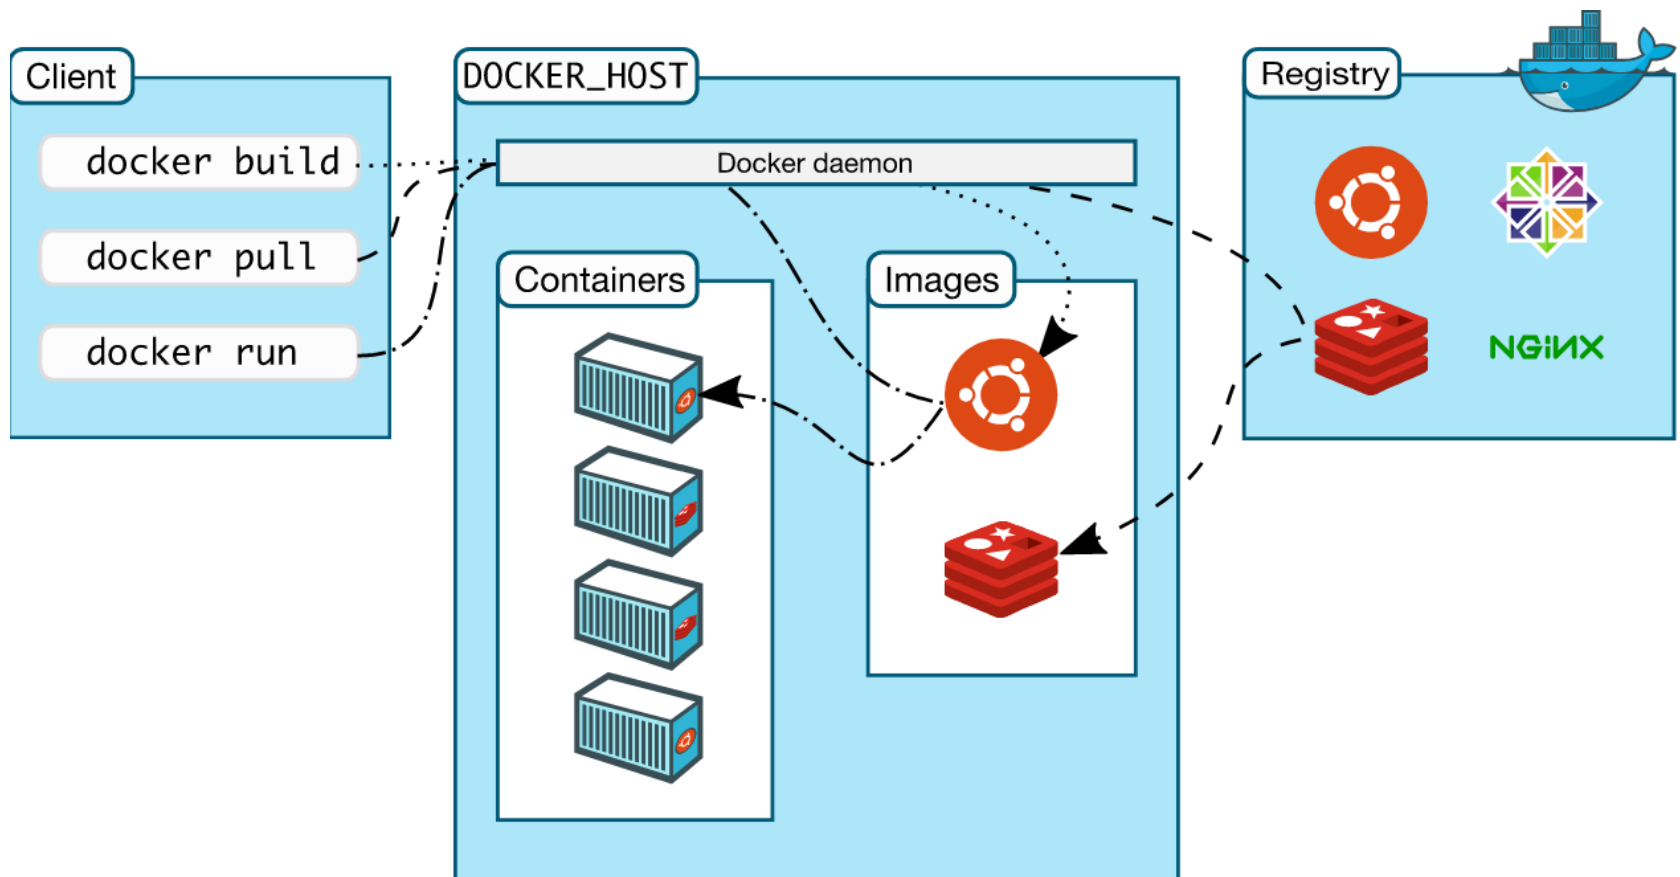 Client
docker build
docker pull
docker run
DOCKER_HOST
Docker daemon
Containers
Images
Registry
NGiNX